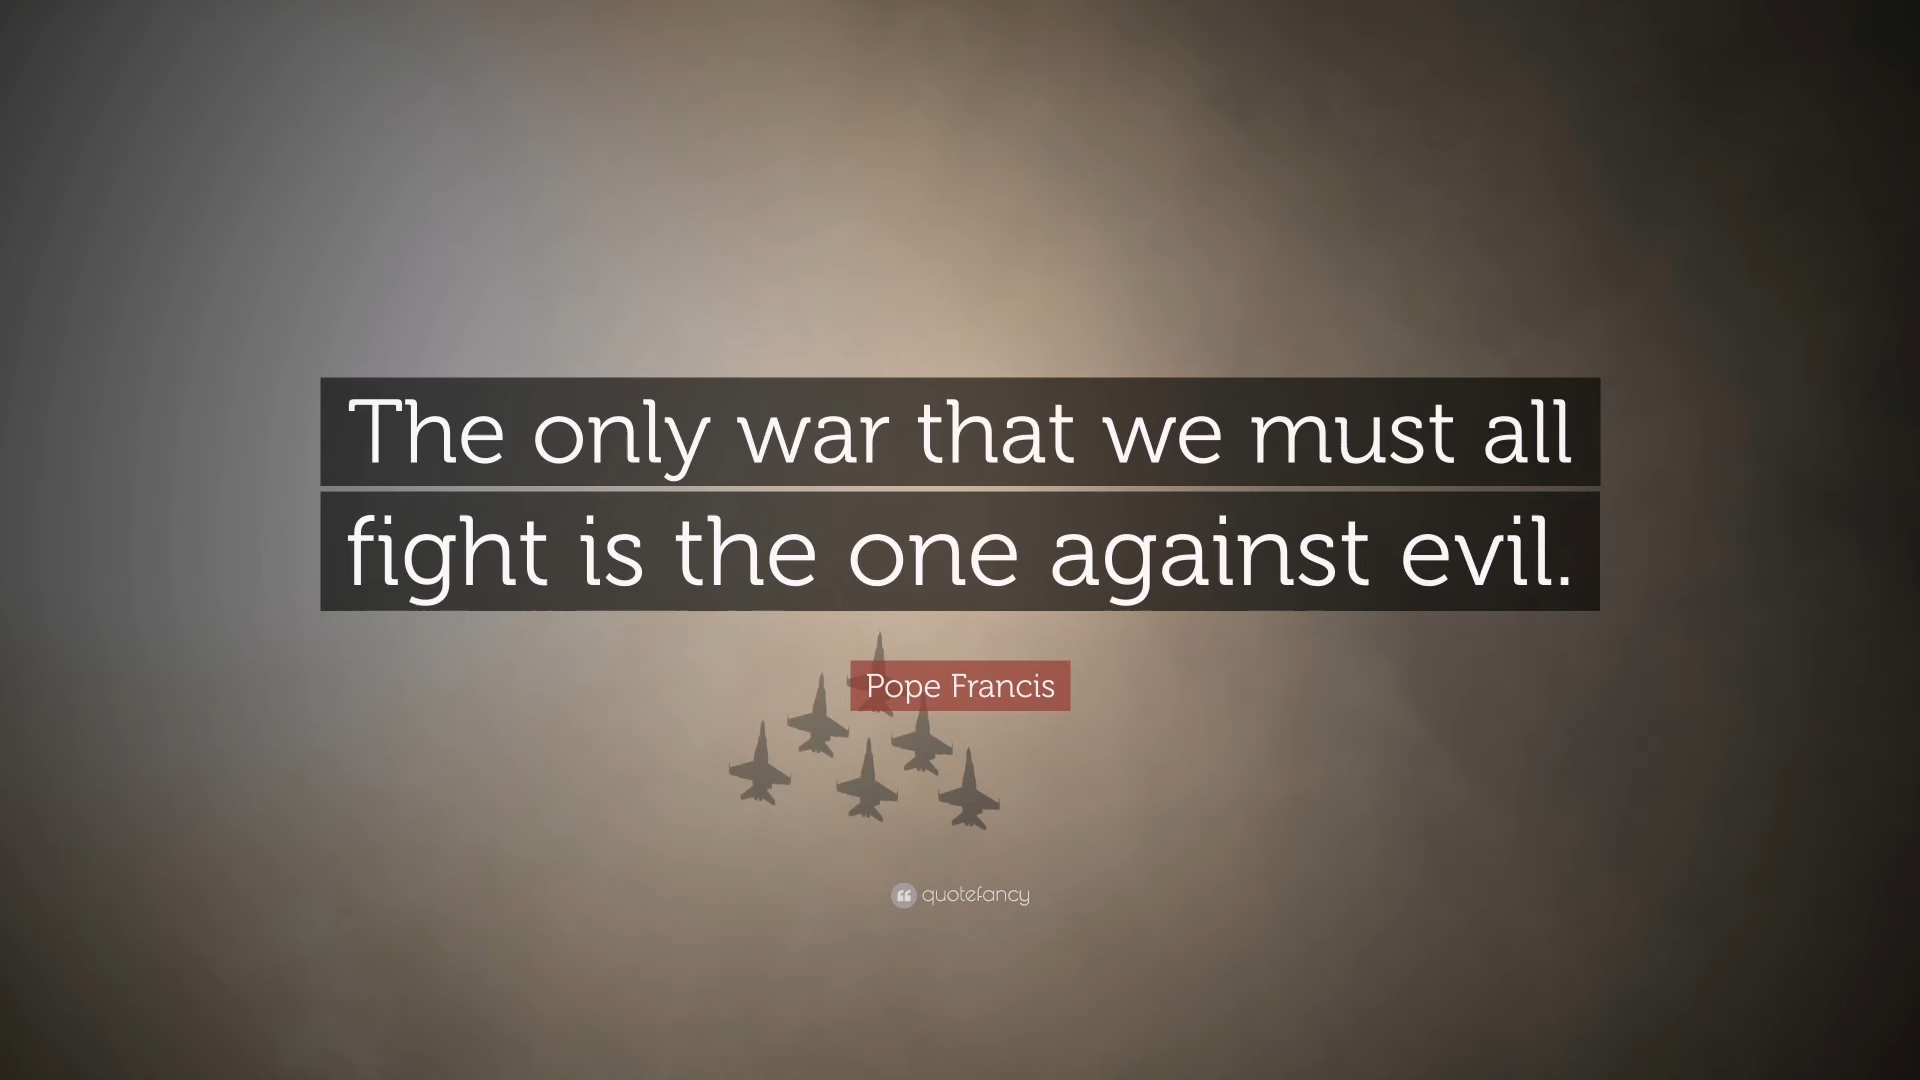 The only war that we must all
fight is the one against evil.
Pope Francis
quotefancy